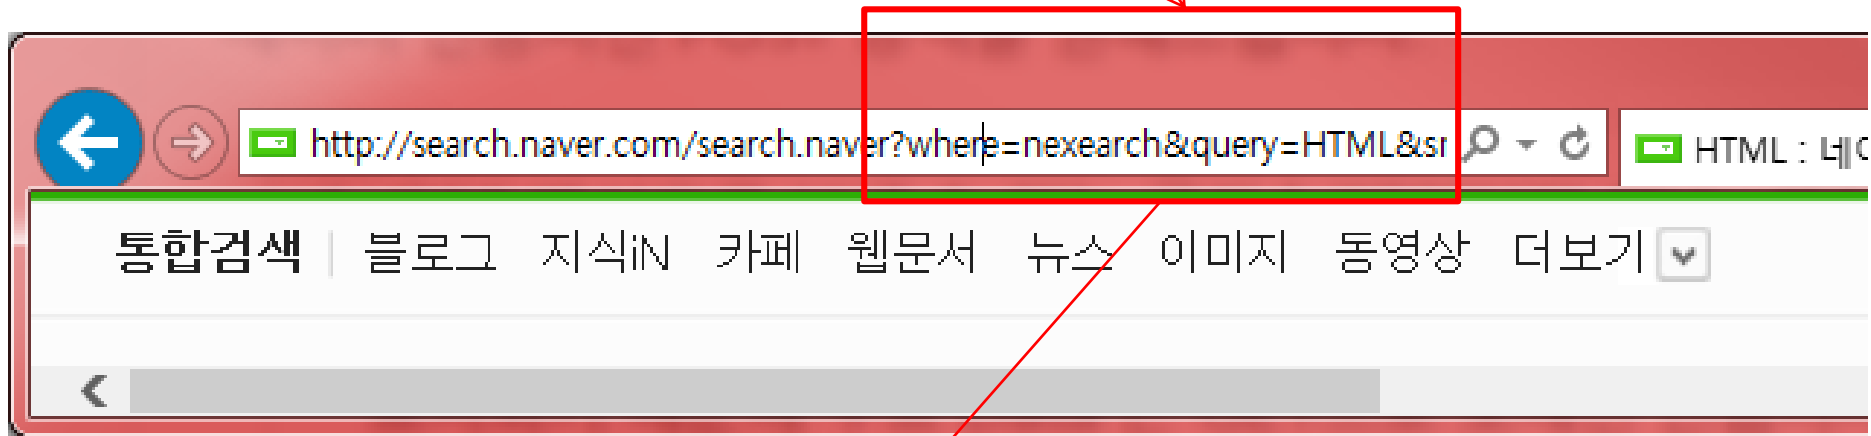 http://search.naver.com/search.naver?where=nexearch&query=HTML&sr HTML : 네이
통합검색 블로그 지식iN 카페 웹문서 뉴스 이미지 동영상 더보기